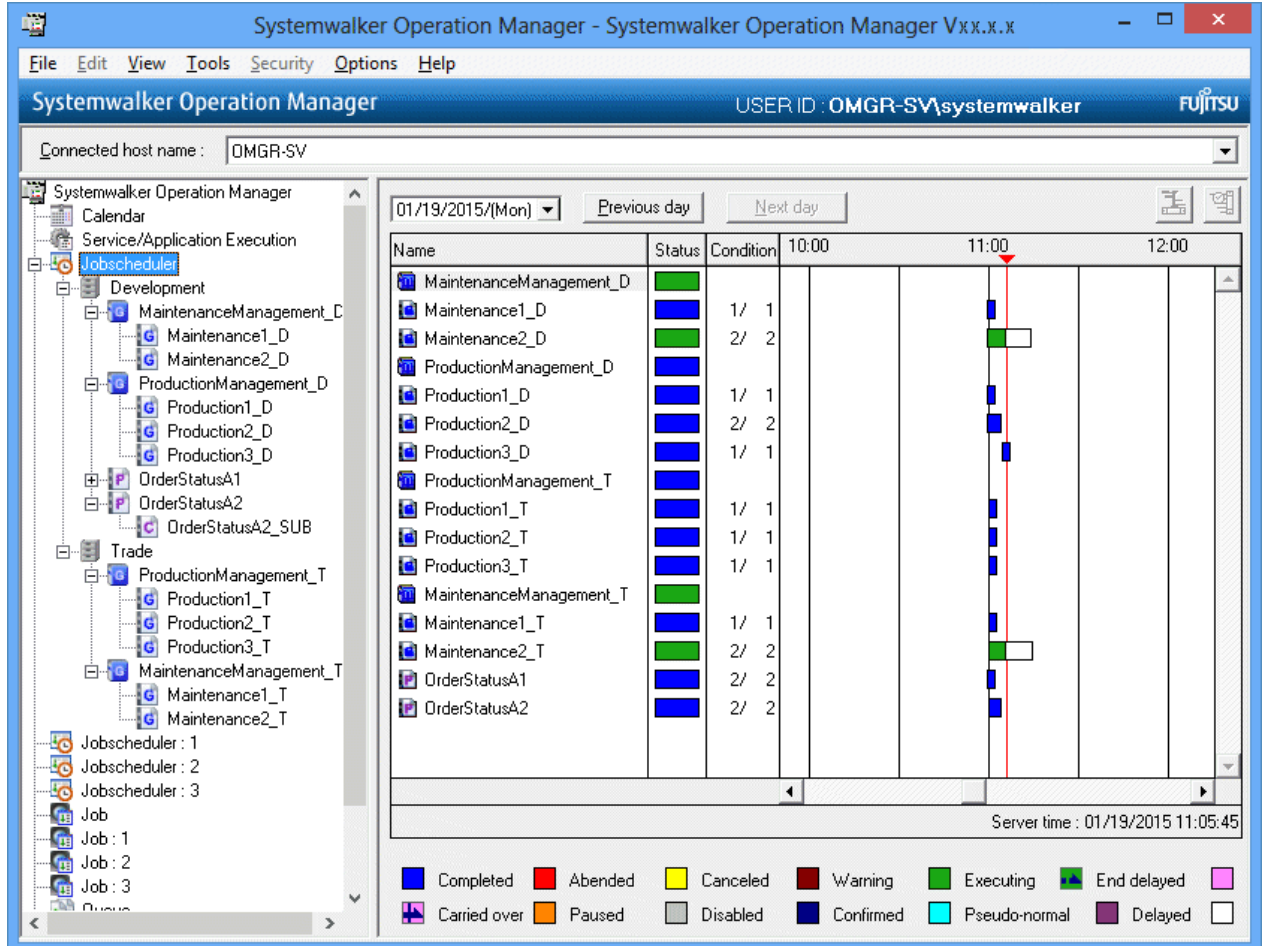 Systemwalker Operation Manager - Systemwalker Operation Manager Vxx.x.x
File Edit View Tools Security Options Help
Systemwalker Operation Manager USER ID : OMGR-SV\systemwalker FUJITSU
Connected host name : OMGR-SV
Systemwalker Operation Manager
Calendar
Service/Application Execution
Jobscheduler
Development
MaintenanceManagement_D
Maintenance1_D
Maintenance2_D
ProductionManagement_D
Production1_D
Production2_D
Production3_D
OrderStatusA1
OrderStatusA2
OrderStatusA2_SUB
Trade
ProductionManagement_T
Production1_T
Production2_T
Production3_T
MaintenanceManagement_T
Maintenance1_T
Maintenance2_T
Jobscheduler : 1
Jobscheduler : 2
Jobscheduler : 3
Job
Job : 1
Job : 2
Job : 3
01/19/2015/(Mon) Previous day Next day
Name Status Condition 10:00 11:00 12:00
MaintenanceManagement_D
Maintenance1_D 1/ 1
Maintenance2_D 2/ 2
ProductionManagement_D
Production1_D 1/ 1
Production2_D 2/ 2
Production3_D 1/ 1
ProductionManagement_T
Production1_T 1/ 1
Production2_T 1/ 1
Production3_T 1/ 1
MaintenanceManagement_T
Maintenance1_T 1/ 1
Maintenance2_T 2/ 2
OrderStatusA1 2/ 2
OrderStatusA2 2/ 2
Server time : 01/19/2015 11:05:45
Completed Abended Canceled Warning Executing End delayed
Carried over Paused Disabled Confirmed Pseudo-normal Delayed